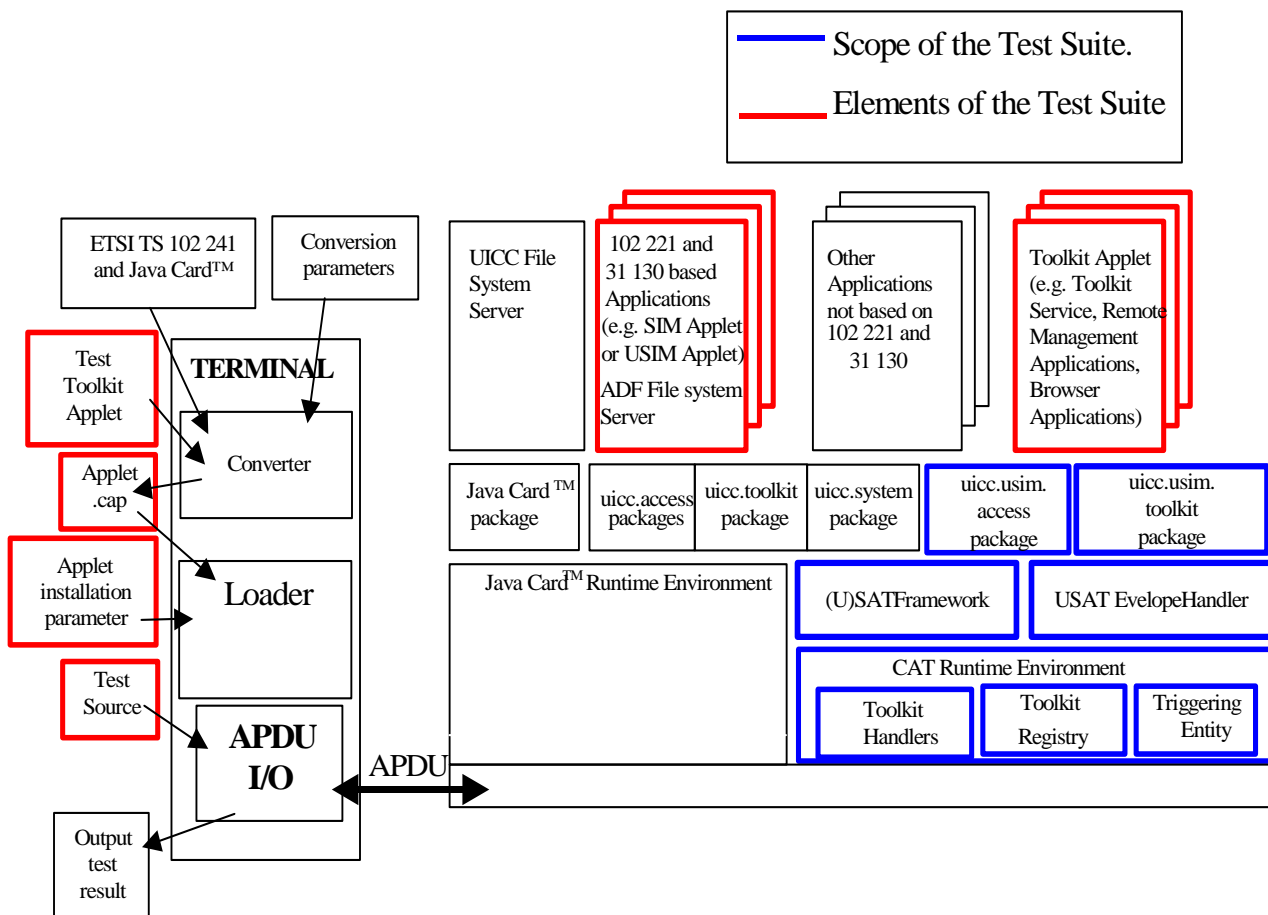 Scope of the Test Suite.
Elements of the Test Suite
ETSI TS 102 241
and Java Card™
Conversion
parameters
Test
Toolkit
Applet
Applet
.cap
Applet
installation
parameter
Test
Source
Output
test
result
TERMINAL
Converter
Loader
APDU
I/O
APDU
UICC File
System
Server
102 221 and
31 130 based
Applications
(e.g. SIM Applet
or USIM Applet)
ADF File system
Server
Other
Applications
not based on
102 221 and
31 130
Toolkit Applet
(e.g. Toolkit
Service, Remote
Management
Applications,
Browser
Applications)
Java Card ™
package
uicc.access
packages
uicc.toolkit
package
uicc.system
package
uicc.usim.
access
package
uicc.usim.
toolkit
package
Java Card™ Runtime Environment
(U)SATFramework
USAT EvelopeHandler
CAT Runtime Environment
Toolkit
Handlers
Toolkit
Registry
Triggering
Entity